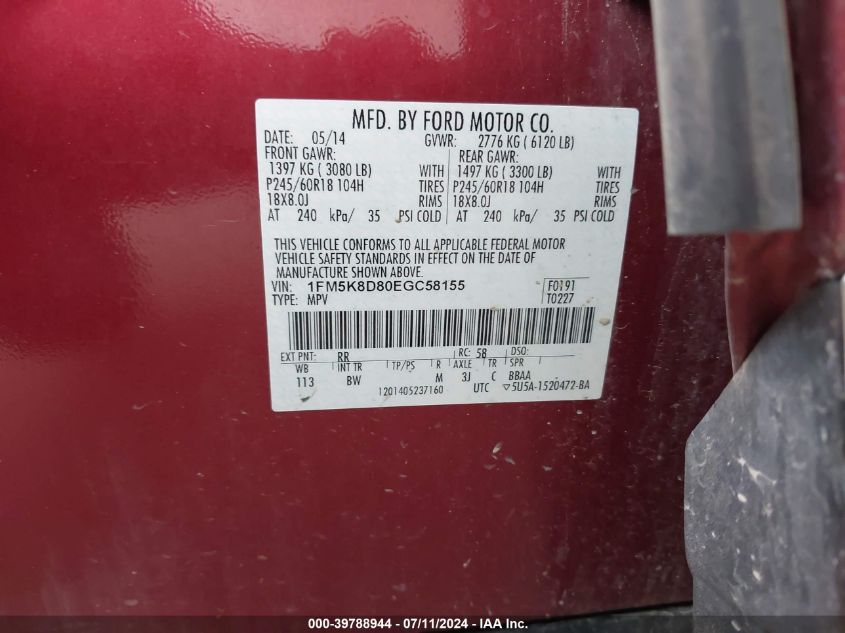 MFD. BY FORD MOTOR CO.
DATE: 05/14 GVWR: 2776 KG ( 6120 LB)
FRONT GAWR: REAR GAWR:
1397 KG ( 3080 LB) WITH 1497 KG ( 3300 LB) WITH
P245/60R18 104H TIRES P245/60R18 104H TIRES
18X8.0J RIMS 18X8.0J RIMS
AT 240 kPa/ 35 PSI COLD AT 240 kPa/ 35 PSI COLD
THIS VEHICLE CONFORMS TO ALL APPLICABLE FEDERAL MOTOR
VEHICLE SAFETY STANDARDS IN EFFECT ON THE DATE OF
MANUFACTURE SHOWN ABOVE.
VIN: 1FM5K8D80EGC58155 F0191
TYPE: MPV T0227
EXT PNT: RR RC: 58 DSO:
WB INT TR TP/PS R AXLE TR SPR
113 BW M 3J C BBAA
1201405237160 UTC ▽5U5A-1520472-BA
000-39788944 - 07/11/2024 - IAA Inc.